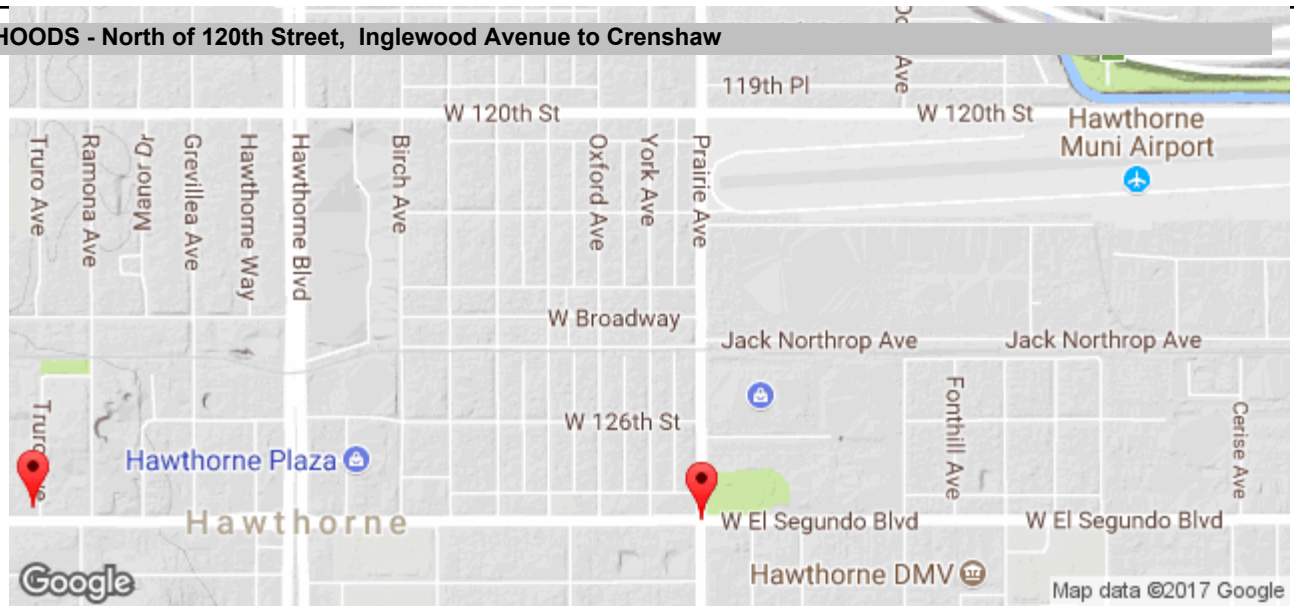 HOODS - North of 120th Street, Inglewood Avenue to Crenshaw
119th Pl
Ave
W 120th St
W 120th St
Hawthorne
Muni Airport
Truro Ave
Ramona Ave
Manor Dr
Grevillea Ave
Hawthorne Way
Hawthorne Blvd
Birch Ave
Oxford Ave
York Ave
Prairie Ave
W Broadway
Jack Northrop Ave
Jack Northrop Ave
W 126th St
Fonthill Ave
Cerise Ave
Hawthorne Plaza
Hawthorne
W El Segundo Blvd
W El Segundo Blvd
Hawthorne DMV
Google
Map data ©2017 Google